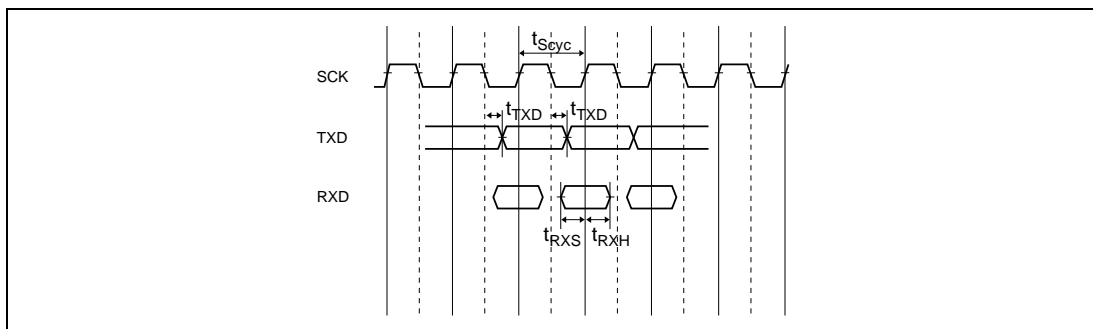 tScyc
SCK
tTXD tTXD
TXD
RXD
tRXS tRXH